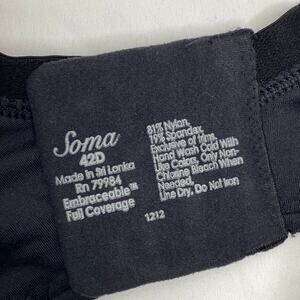 Soma
42D
Made in Sri Lanka
Rn 79984
Embraceable™
Full Coverage
81% Nylon,
19% Spandex,
Exclusive of trims,
Hand Wash Cold With
Like Colors, Only Non-
Chlorine Bleach When
Needed,
Line Dry, Do Not Iron
1212